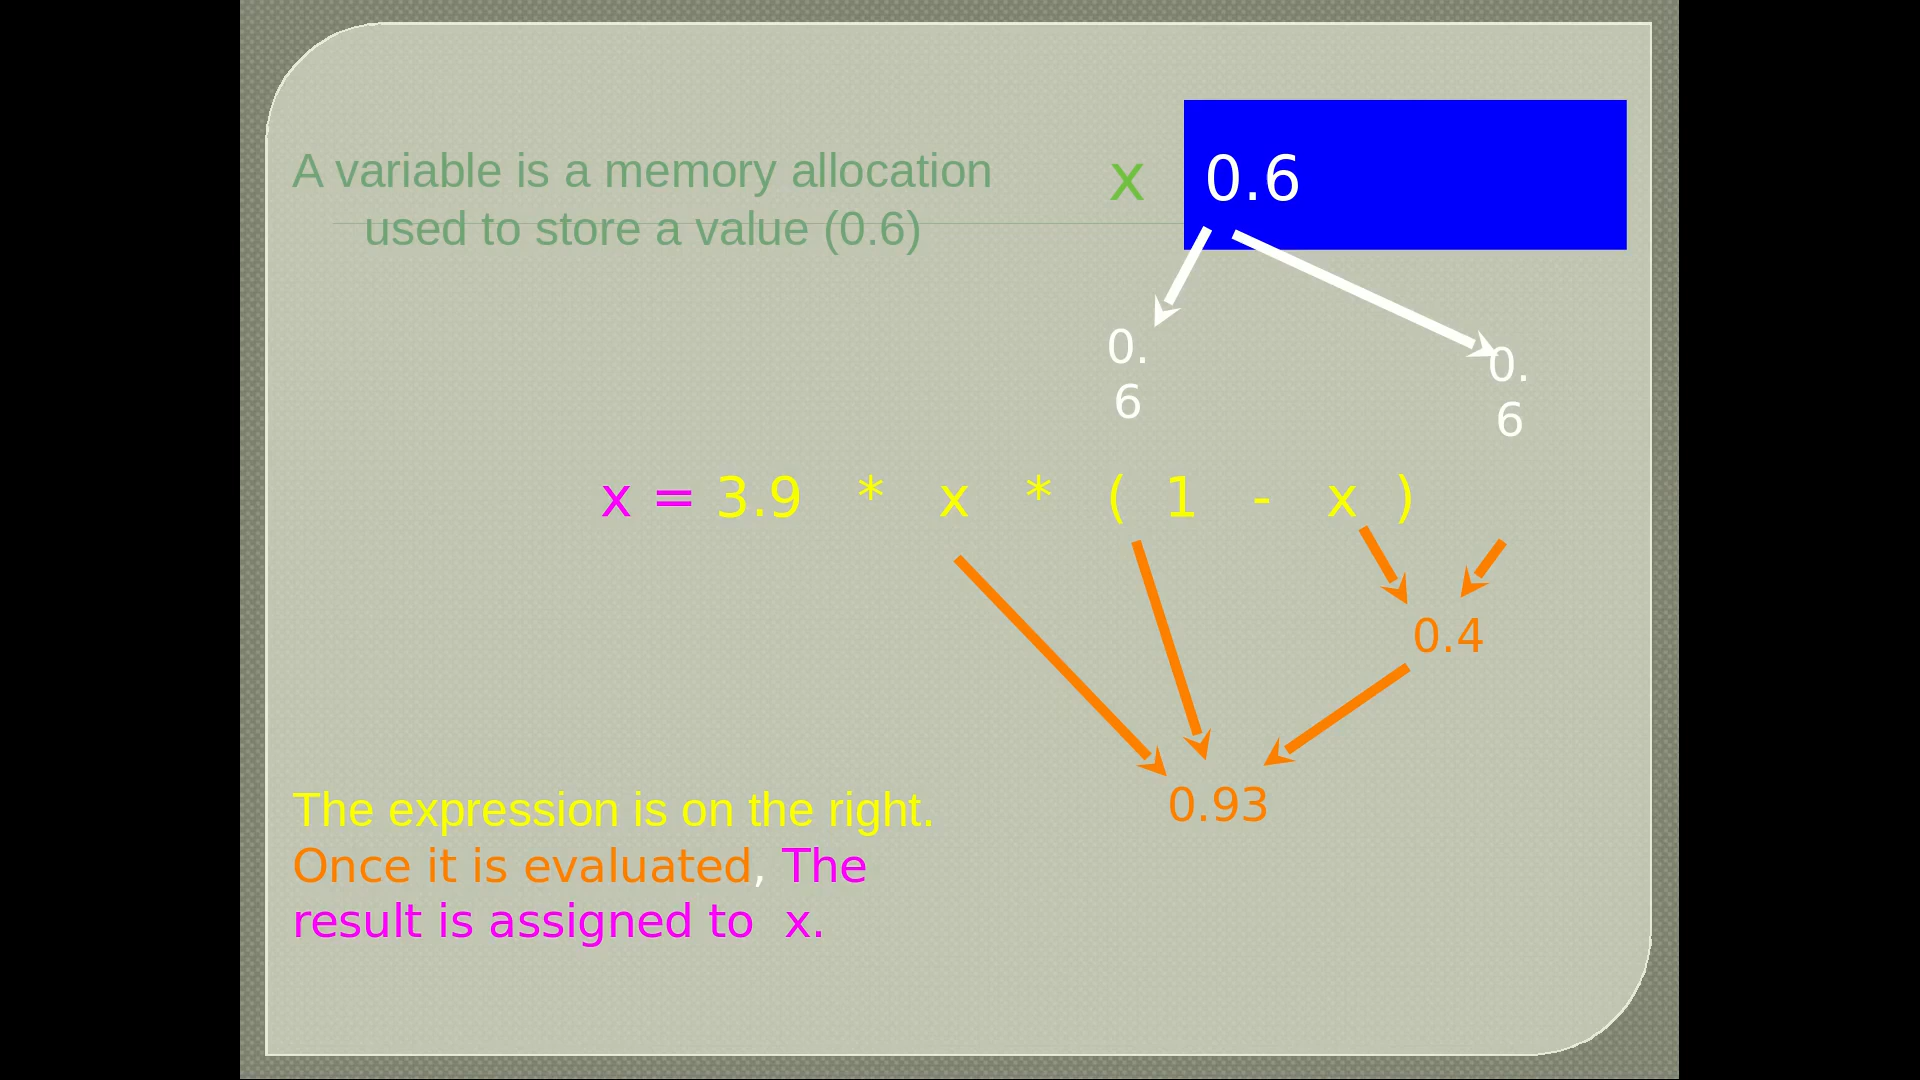 A variable is a memory allocation
used to store a value (0.6)
x 0.6
0.
6
0.
6
x = 3.9 * x * ( 1 - x )
0.4
0.93
The expression is on the right.
Once it is evaluated, The
result is assigned to x.